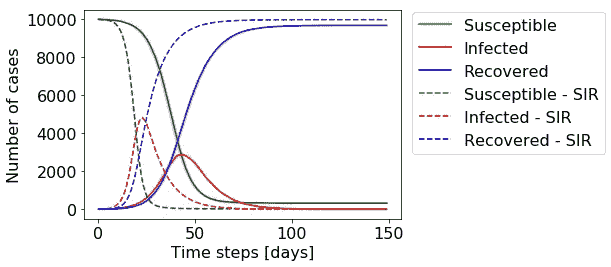 10000
8000
6000
4000
2000
0
Number of cases
0
50
100
150
Time steps [days]
Susceptible
Infected
Recovered
Susceptible - SIR
Infected - SIR
Recovered - SIR